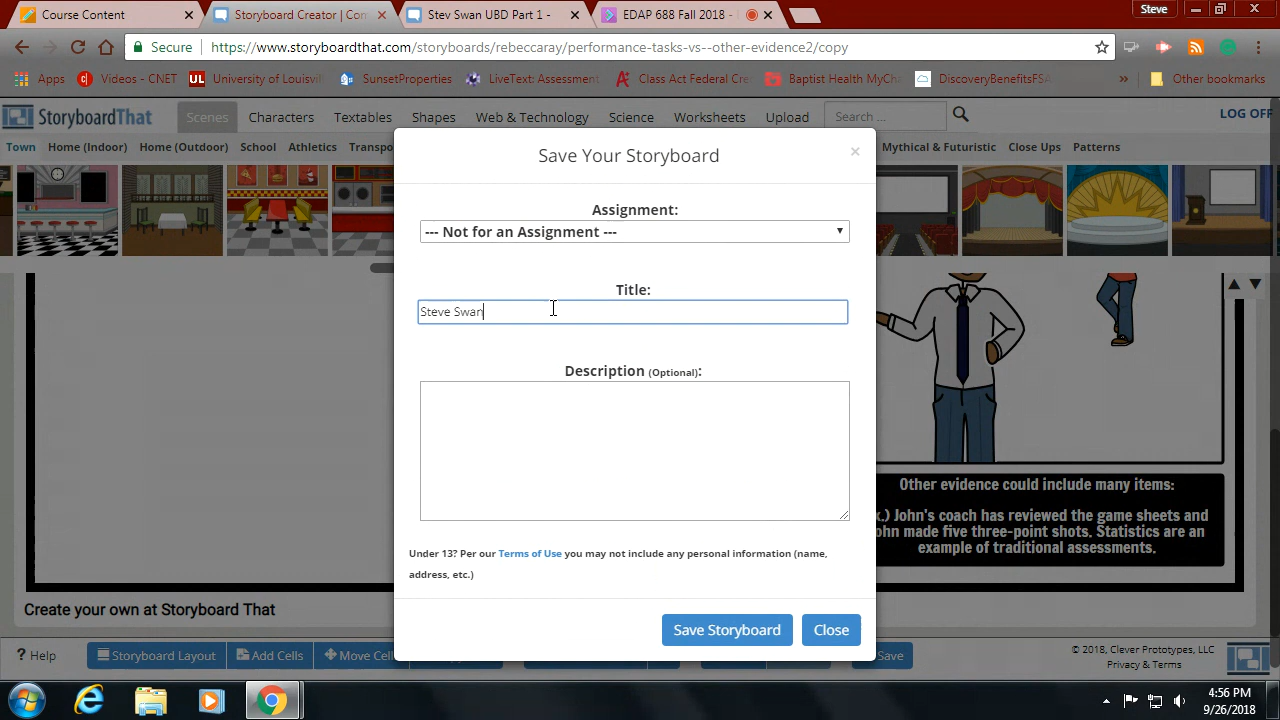 Course Content
Storyboard Creator | Con
Stev Swan UBD Part 1
EDAP 688 Fall 2018 -
Steve
Secure
https://www.storyboardthat.com/storyboards/rebeccaray/performance-tasks-vs--other-evidence2/copy
Apps
Videos - CNET
University of Louisvil
SunsetProperties
LiveText Assessment
Class Act Federal Cre
Baptist Health MyCh
DiscoveryBenefitsFSA
»
Other bookmarks
StoryboardThat
Scenes
Characters
Textables
Shapes
Web & Technology
Science
Worksheets
Upload
Search ...
LOG OFF
Town
Home (Indoor)
Home (Outdoor)
School
Athletics
Transpo
Mythical & Futuristic
Close Ups
Patterns
Save Your Storyboard
×
Assignment:
--- Not for an Assignment ---
Title:
Steve Swan
Description (Optional):
Under 13? Per our Terms of Use you may not include any personal information (name,
address, etc.)
Save Storyboard
Close
Other evidence could include many items:
x.) John's coach has reviewed the game sheets and
ohn made five three-point shots. Statistics are an
example of traditional assessments.
Create your own at Storyboard That
? Help
Storyboard Layout
Add Cells
Move Cell
Save
© 2018, Clever Prototypes, LLC
Privacy & Terms
4:56 PM
9/26/2018